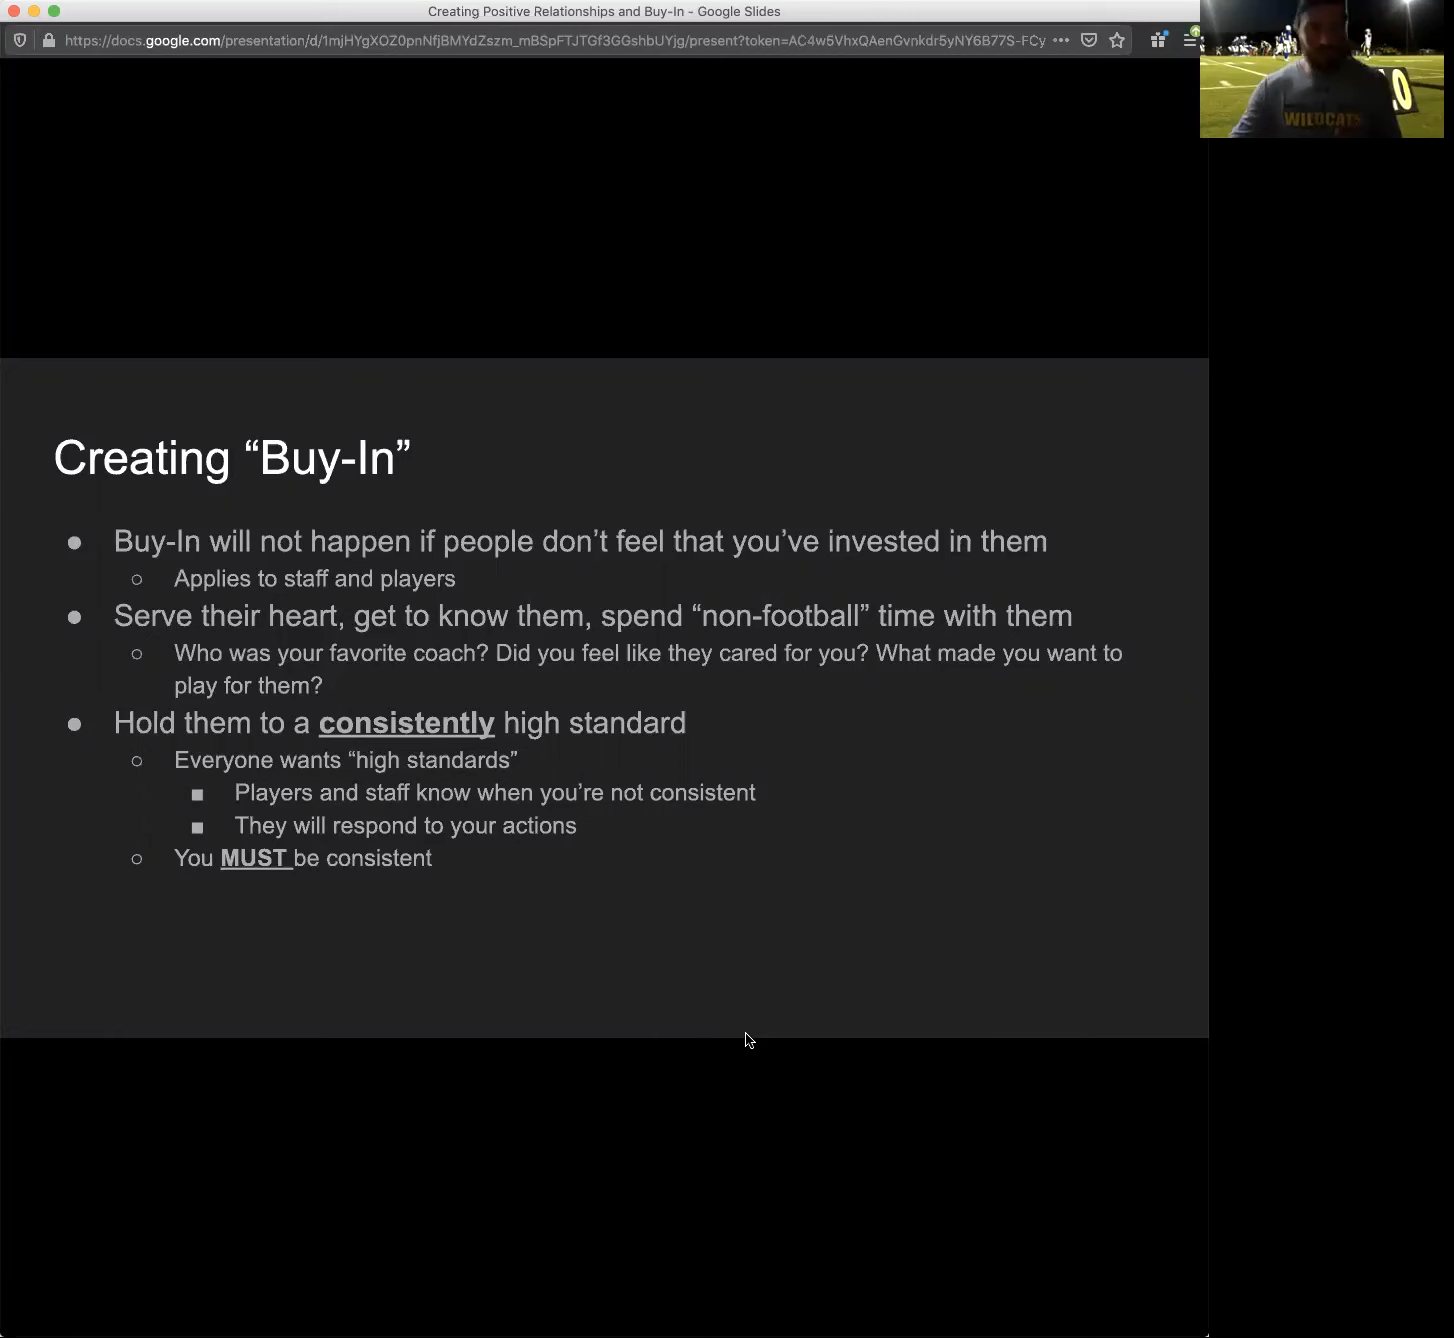 Creating Positive Relationships and Buy-In - Google Slides
https://docs.google.com/presentation/d/1mjHYgXOZ0pnNfjBMYdZszm_mBSpFTJTGf3GGshbUYjg/present?token=AC4w5VhxQAenGvnkdr5yNY6B77S-FCy
WILDCATS
Creating “Buy-In”
● Buy-In will not happen if people don’t feel that you’ve invested in them
○ Applies to staff and players
● Serve their heart, get to know them, spend “non-football” time with them
○ Who was your favorite coach? Did you feel like they cared for you? What made you want to
play for them?
● Hold them to a consistently high standard
○ Everyone wants “high standards”
■ Players and staff know when you’re not consistent
■ They will respond to your actions
○ You MUST be consistent